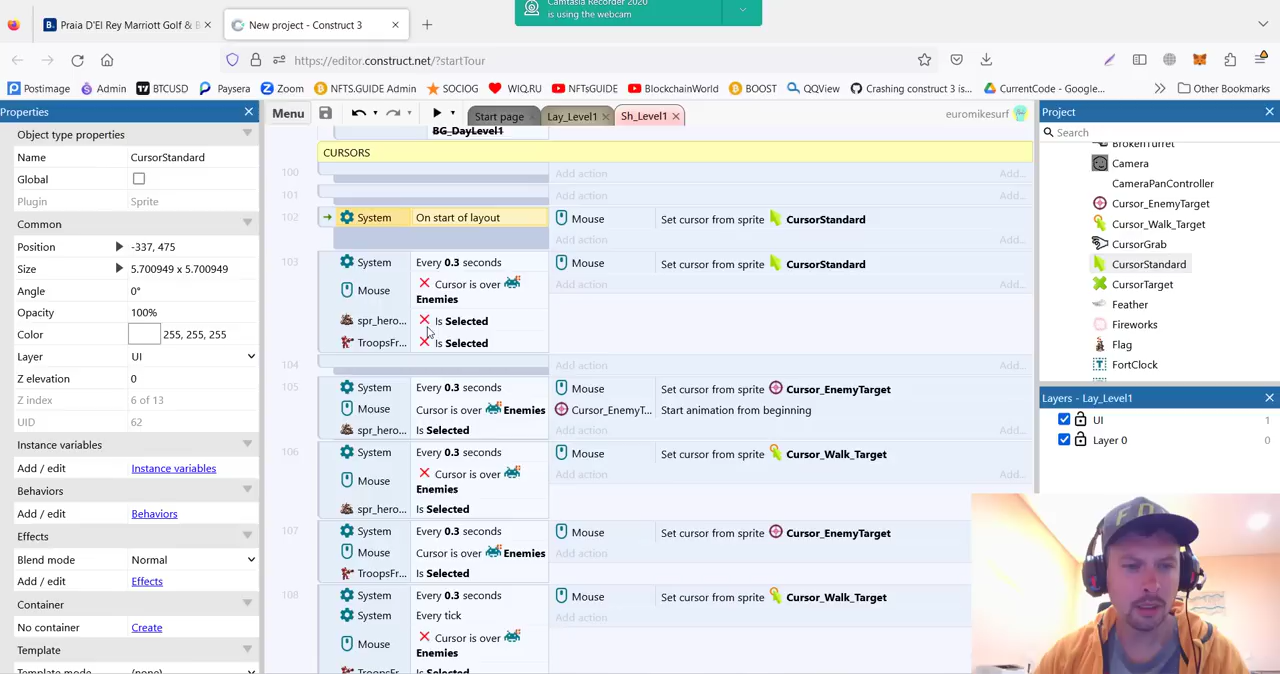 Camtasia Recorder 2020
is using the webcam
Praia D'El Rey Marriott Golf & B
New project - Construct 3
https://editor.construct.net/?startTour
Postimage
Admin
BTCUSD
Paysera
Zoom
NFTS.GUIDE Admin
SOCIOG
WIQ.RU
NFTsGUIDE
BlockchainWorld
BOOST
QQView
Crashing construct 3 is...
CurrentCode - Google...
Other Bookmarks
Properties
Menu
Start page
Lay_Level1
Sh_Level1
euromikesurf
Project
Object type properties
Name
CursorStandard
Global
Plugin
Sprite
Common
Position
-337, 475
Size
5.700949 x 5.700949
Angle
0°
Opacity
100%
Color
255, 255, 255
Layer
UI
Z elevation
0
Z index
6 of 13
UID
62
Instance variables
Add / edit
Instance variables
Behaviors
Add / edit
Behaviors
Effects
Blend mode
Normal
Add / edit
Effects
Container
No container
Create
Template
Template mode
(none)
BG_DayLevel1
CURSORS
100
Add action
Add...
101
Add action
Add...
102
System
On start of layout
Mouse
Set cursor from sprite CursorStandard
Add action
Add...
103
System
Every 0.3 seconds
Mouse
Set cursor from sprite CursorStandard
Mouse
Cursor is over Enemies
Add action
Add...
spr_hero...
Is Selected
TroopsFr...
Is Selected
104
Add action
Add...
105
System
Every 0.3 seconds
Mouse
Set cursor from sprite Cursor_EnemyTarget
Mouse
Cursor is over Enemies
Cursor_EnemyT...
Start animation from beginning
spr_hero...
Is Selected
Add action
Add...
106
System
Every 0.3 seconds
Mouse
Set cursor from sprite Cursor_Walk_Target
Mouse
Cursor is over Enemies
Add action
Add...
spr_hero...
Is Selected
107
System
Every 0.3 seconds
Mouse
Set cursor from sprite Cursor_EnemyTarget
Mouse
Cursor is over Enemies
Add action
TroopsFr...
Is Selected
108
System
Every 0.3 seconds
Mouse
Set cursor from sprite Cursor_Walk_Target
System
Every tick
Add action
Mouse
Cursor is over Enemies
TroopsFr...
Is Selected
Search
BrokenTurret
Camera
CameraPanController
Cursor_EnemyTarget
Cursor_Walk_Target
CursorGrab
CursorStandard
CursorTarget
Feather
Fireworks
Flag
FortClock
Layers - Lay_Level1
UI
1
Layer 0